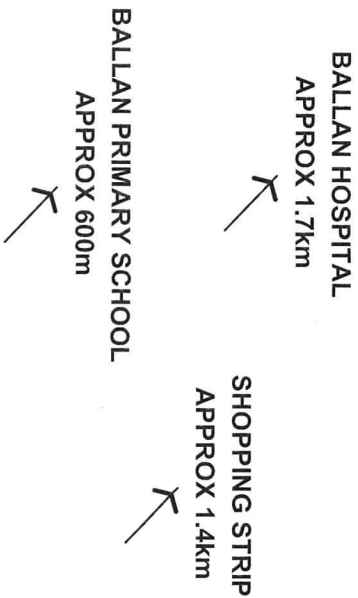 BALLAN HOSPITAL
APPROX 1.7km
SHOPPING STRIP
APPROX 1.4km
BALLAN PRIMARY SCHOOL
APPROX 600m